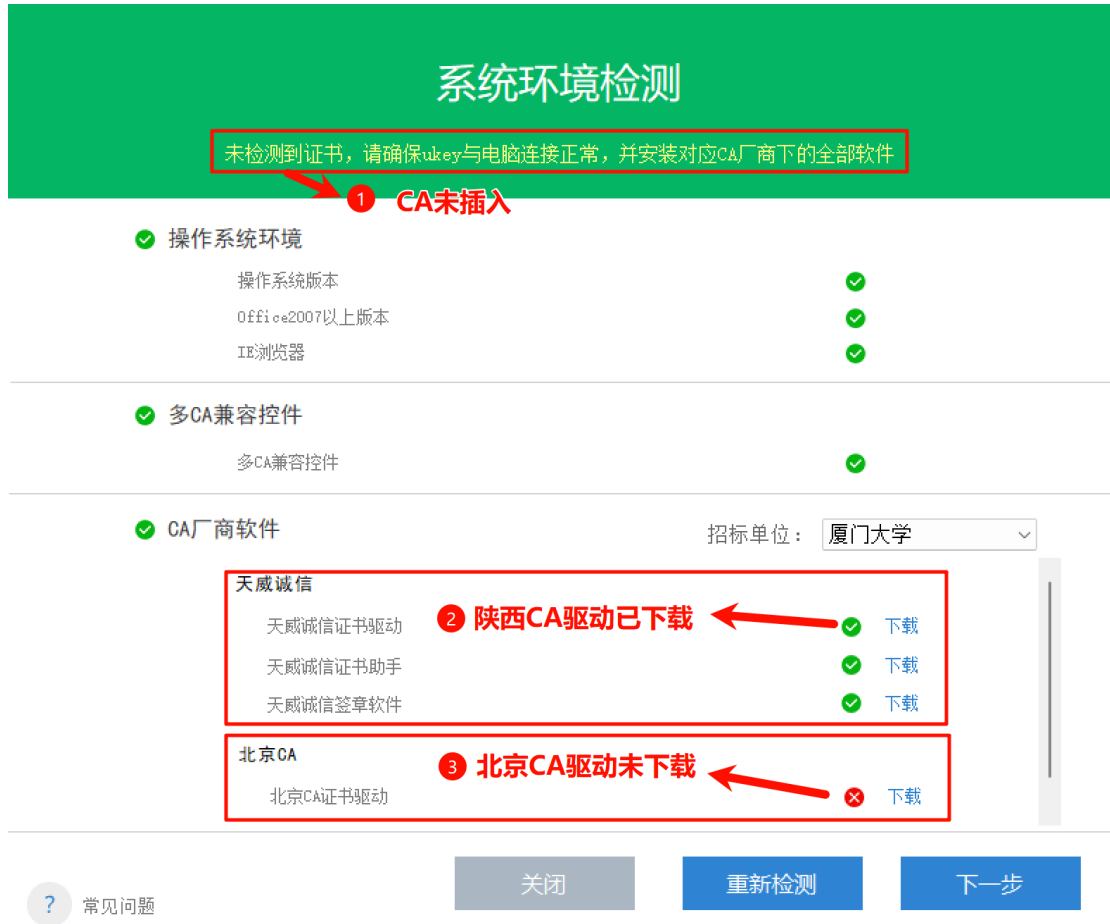 系统环境检测
未检测到证书，请确保ukey与电脑连接正常，并安装对应CA厂商下的全部软件
1 CA未插入
操作系统环境
操作系统版本
Office2007以上版本
IE浏览器
多CA兼容控件
多CA兼容控件
CA厂商软件 招标单位： 厦门大学
天威诚信
天威诚信证书驱动 2 陕西CA驱动已下载 下载
天威诚信证书助手 下载
天威诚信签章软件 下载
北京CA
3 北京CA驱动未下载
北京CA证书驱动 下载
关闭 重新检测 下一步
? 常见问题